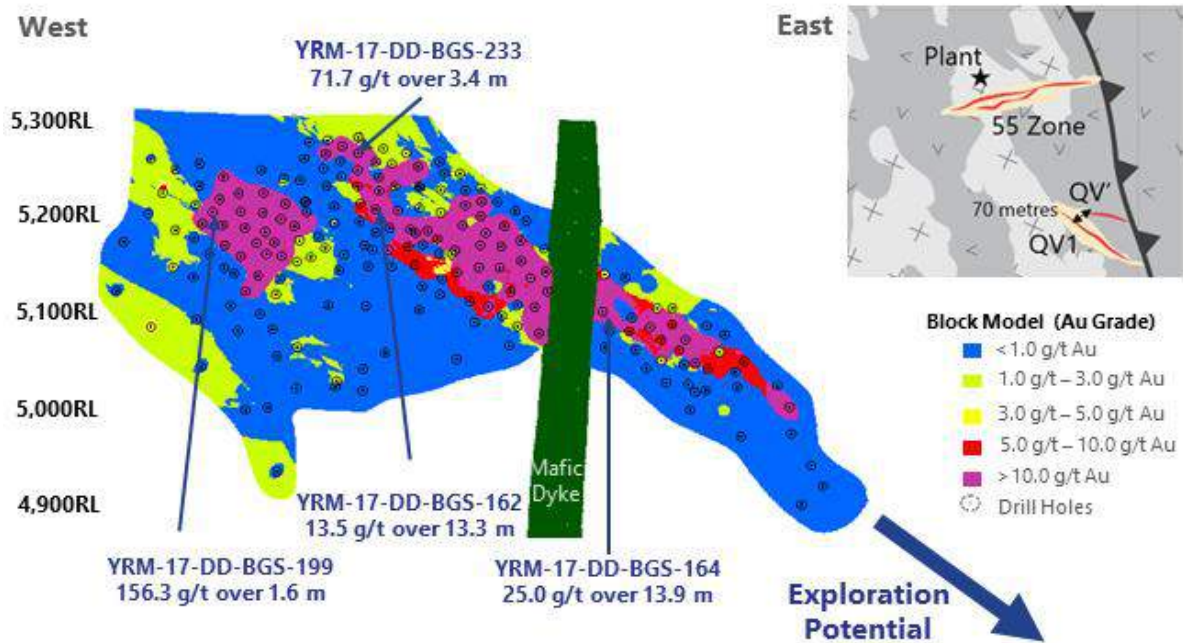 West
East
YRM-17-DD-BGS-233
71.7 g/t over 3.4 m
Plant
55 Zone
QV'
70 metres
QV1
5,300RL
5,200RL
5,100RL
5,000RL
4,900RL
Block Model (Au Grade)
<1.0 g/t Au
1.0 g/t – 3.0 g/t Au
3.0 g/t – 5.0 g/t Au
5.0 g/t – 10.0 g/t Au
>10.0 g/t Au
Drill Holes
Mafic
Dyke
YRM-17-DD-BGS-162
13.5 g/t over 13.3 m
YRM-17-DD-BGS-199
156.3 g/t over 1.6 m
YRM-17-DD-BGS-164
25.0 g/t over 13.9 m
Exploration
Potential